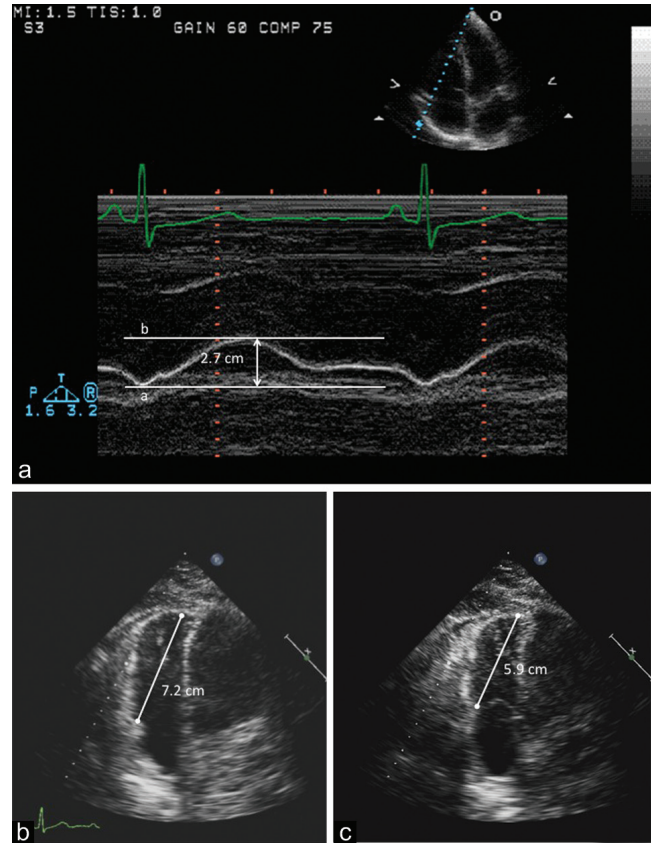 MI:1.5 TIS:1.0
S3
GAIN 60 COMP 75
b
2.7 cm
a
P T R
1.6 3.2
a
7.2 cm
b
x
5.9 cm
x
c